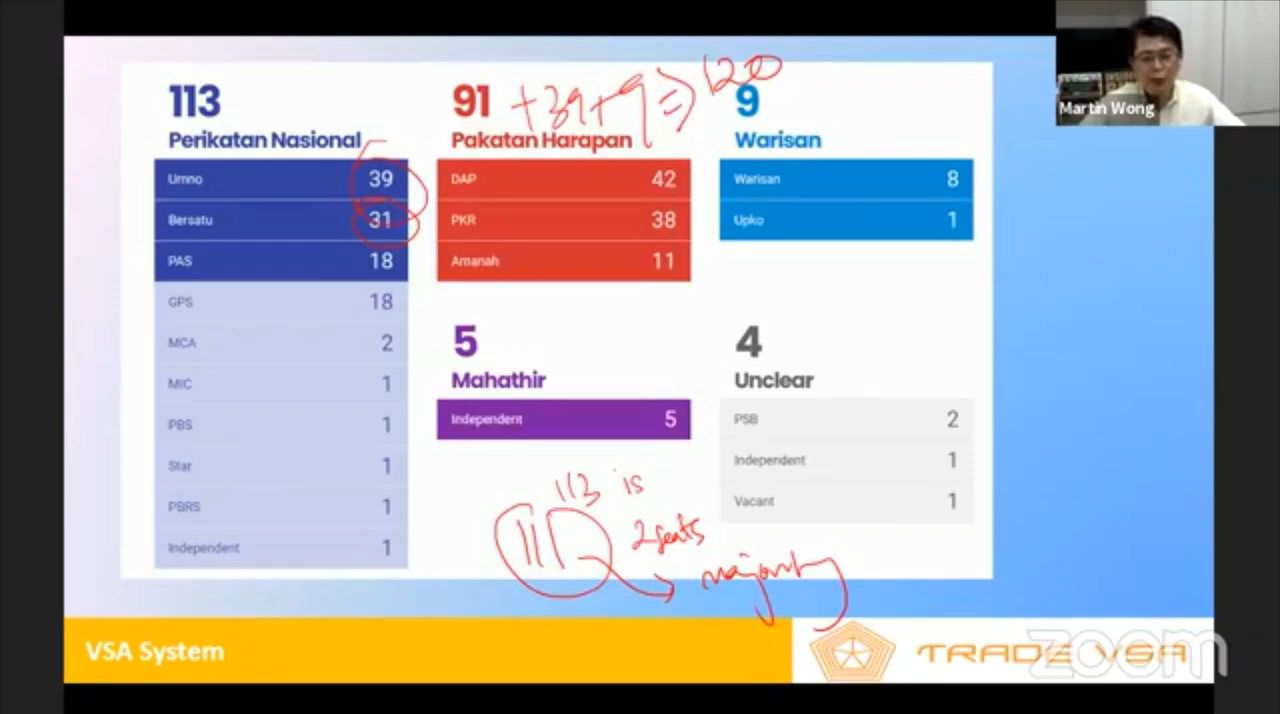 Martin Wong
113
Perikatan Nasional
Umno 39
Bersatu 31
PAS 18
GPS 18
MCA 2
MIC 1
PBS 1
Star 1
PBRS 1
Independent 1
91 +39+9⇒120
Pakatan Harapan
DAP 42
PKR 38
Amanah 11
9
Warisan
Warisan 8
Upko 1
5
Mahathir
Independent 5
4
Unclear
PSB 2
Independent 1
Vacant 1
113 is
111 2 seats
→ majority
VSA System
TRADE VSA
zoom